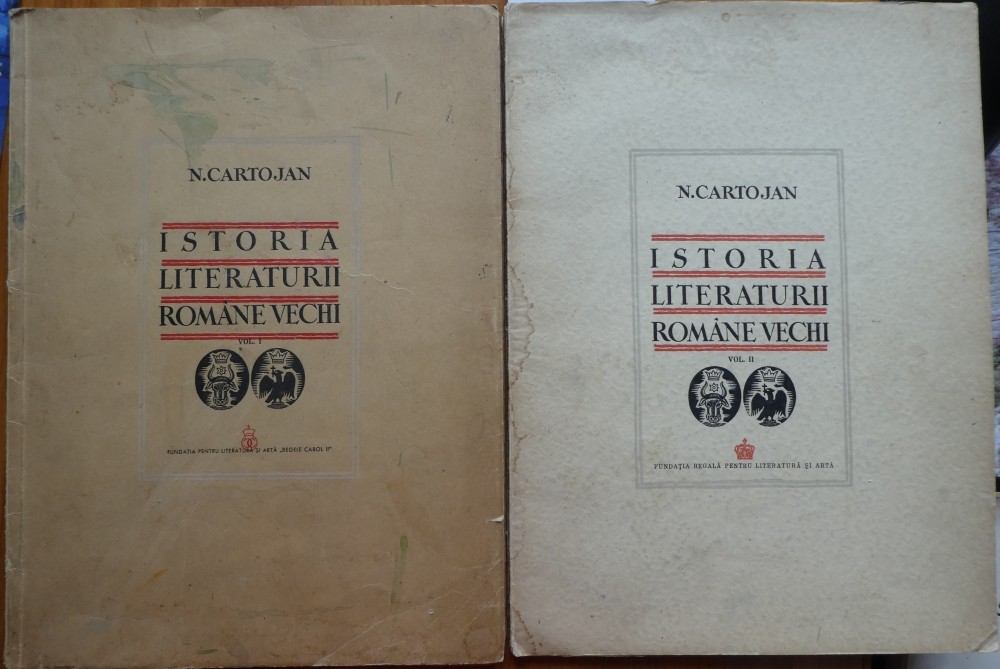 N. CARTOJAN
ISTORIA
LITERATURII
ROMÂNE VECHI
VOL. I
FUNDAȚIA PENTRU LITERATURĂ ȘI ARTĂ „REGELE CAROL II”
N. CARTOJAN
ISTORIA
LITERATURII
ROMÂNE VECHI
VOL. II
FUNDAȚIA REGALĂ PENTRU LITERATURĂ ȘI ARTĂ